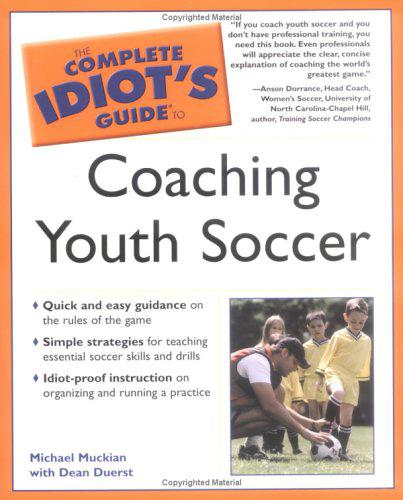 [Copyrighted Material]
THE
COMPLETE
IDIOT'S
GUIDE® TO
"If you coach youth soccer and you
don't have professional training, you
need this book. Even professionals
will appreciate the clear, concise
explanation of coaching the world's
greatest game."
—Anson Dorrance, Head Coach,
Women's Soccer, University of
North Carolina-Chapel Hill,
author, Training Soccer Champions
Coaching
Youth Soccer
♦ Quick and easy guidance on
the rules of the game
♦ Simple strategies for teaching
essential soccer skills and drills
♦ Idiot-proof instruction on
organizing and running a practice
Michael Muckian
with Dean Duerst
[Copyrighted Material]